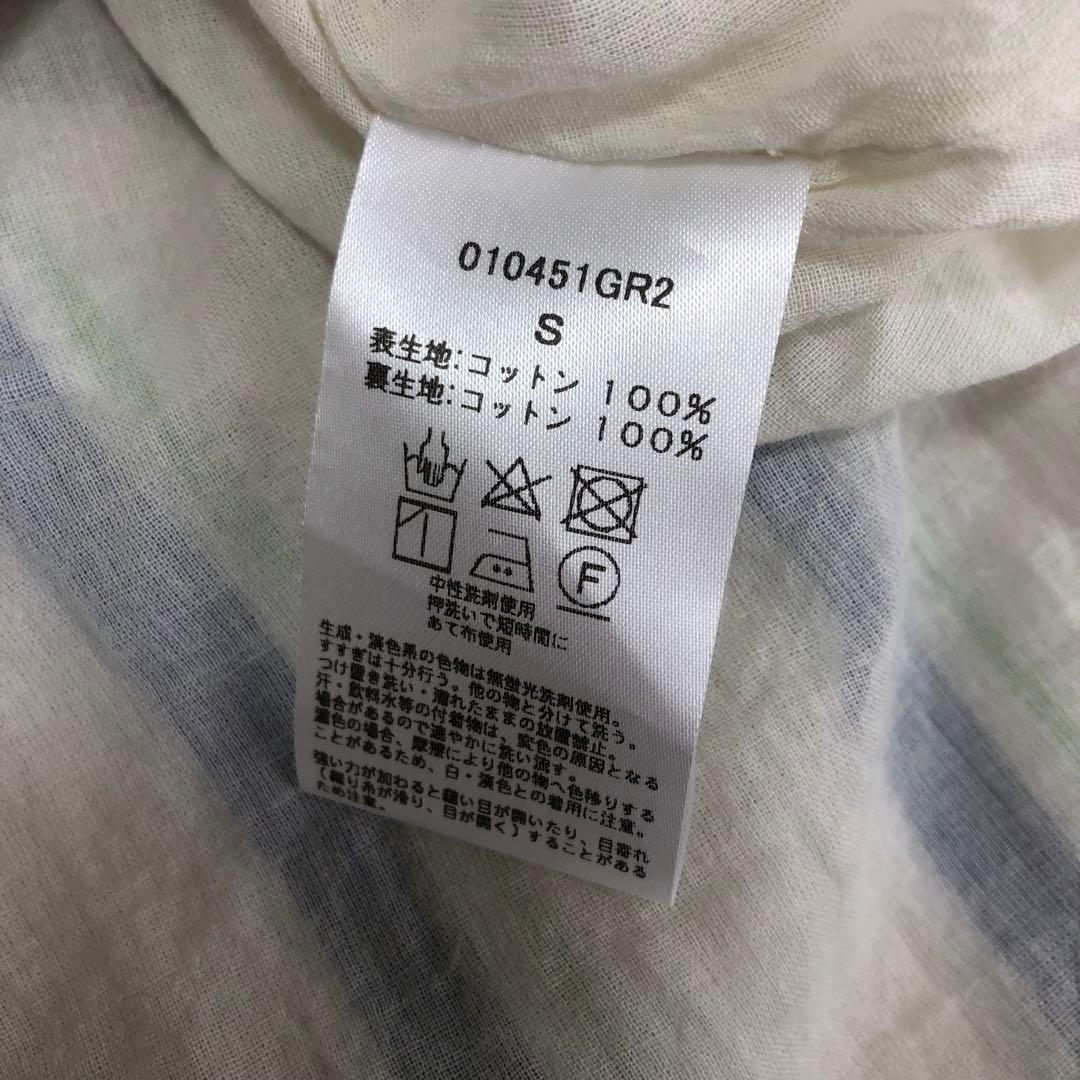 010451GR2
S
表生地:コットン 100%
裏生地:コットン 100%
F
中性洗剤使用
押洗いで短時間に
あて布使用
生成・淡色系の色物は無蛍光洗剤使用。
すすぎは十分行う。他の物と分けて洗う。
つけ置き洗い・濡れたままの放置禁止。
汗・飲料水等の付着物は、変色の原因となる
場合があるので速やかに洗い流す。
濃色の場合、摩擦により他の物へ色移りする
ことがあるため、白・淡色との着用に注意。
強い力が加わると縫い目が開いたり、目寄れ
(織り糸が滑り、目が開く)することがある
ため注意。